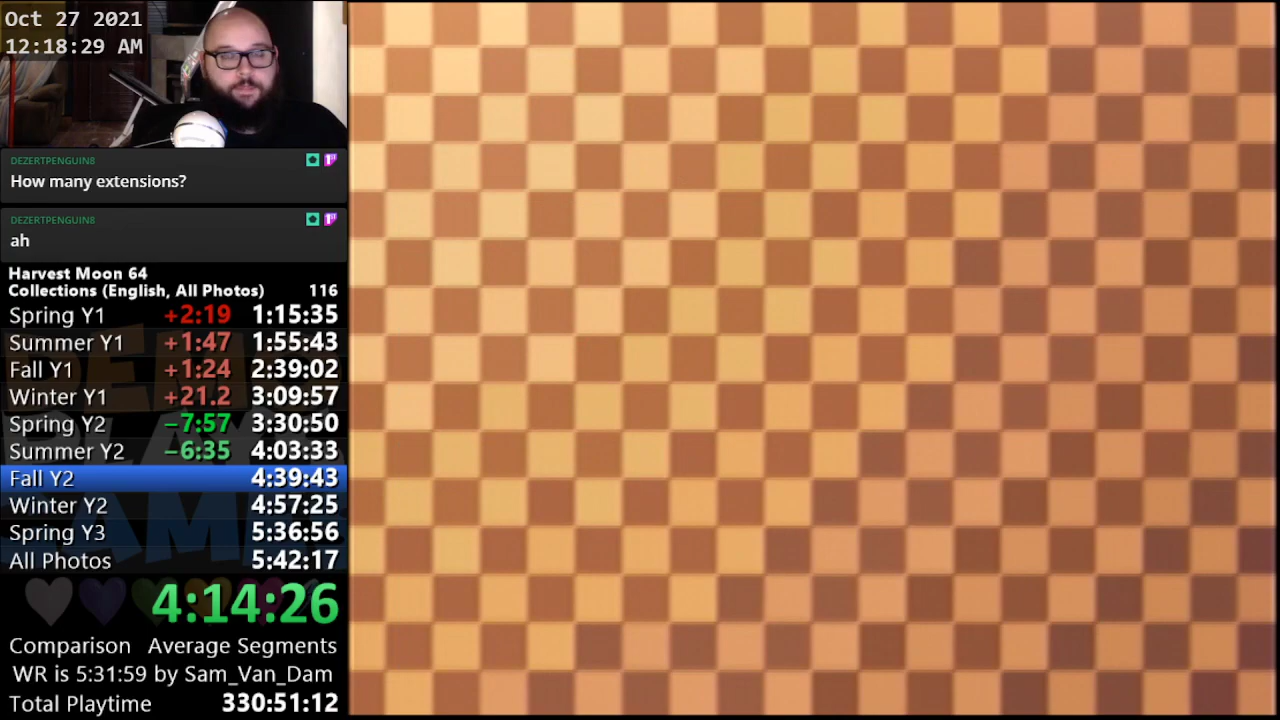 Oct 27 2021
12:18:29 AM
DEZERTPENGUIN8
How many extensions?
DEZERTPENGUIN8
ah
Harvest Moon 64
Collections (English, All Photos) 116
Spring Y1 +2:19 1:15:35
Summer Y1 +1:47 1:55:43
Fall Y1 +1:24 2:39:02
Winter Y1 +21.2 3:09:57
Spring Y2 −7:57 3:30:50
Summer Y2 −6:35 4:03:33
Fall Y2 4:39:43
Winter Y2 4:57:25
Spring Y3 5:36:56
All Photos 5:42:17
4:14:26
Comparison Average Segments
WR is 5:31:59 by Sam_Van_Dam
Total Playtime 330:51:12